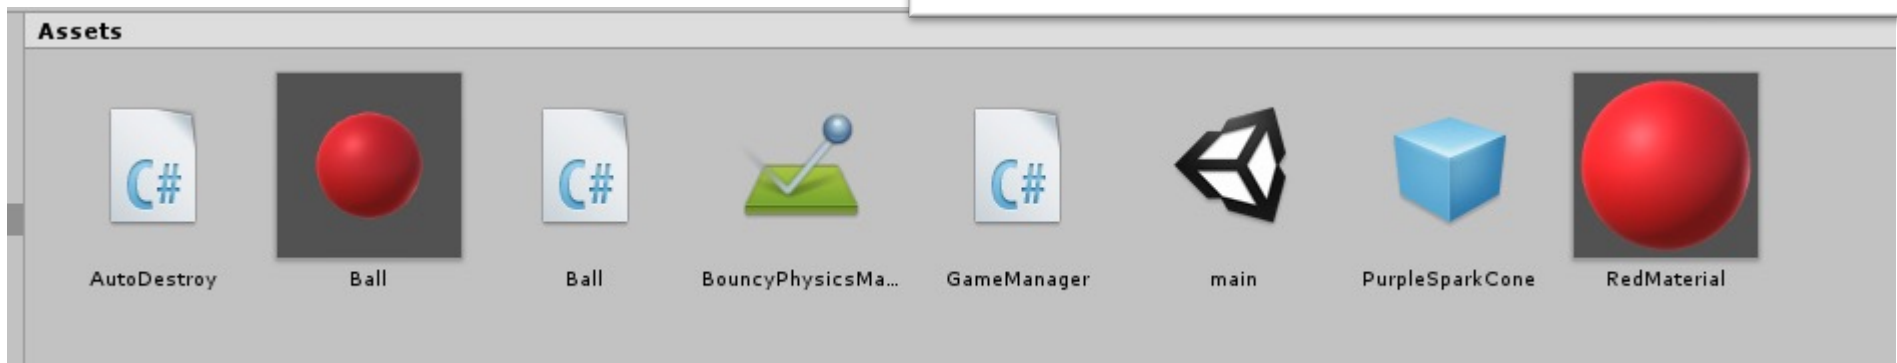 Assets
C# C# C#
AutoDestroy Ball Ball BouncyPhysicsMa... GameManager main PurpleSparkCone RedMaterial